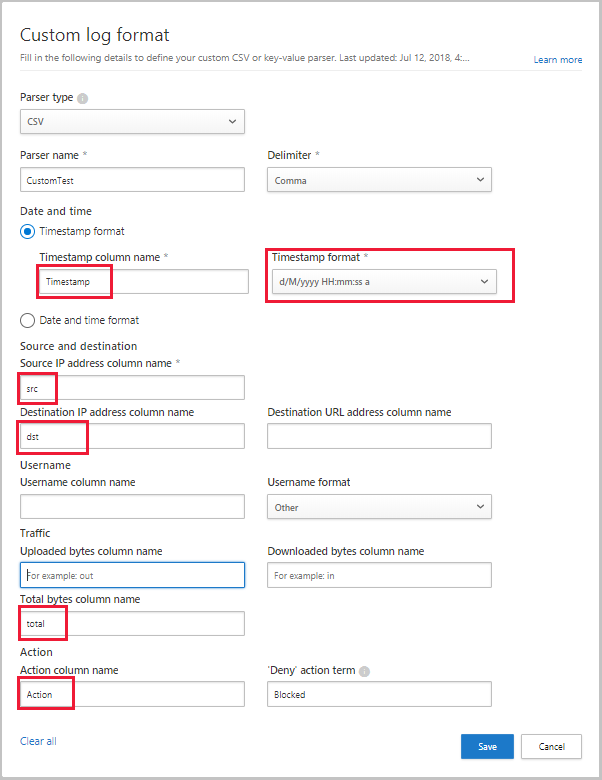 Custom log format
Fill in the following details to define your custom CSV or key-value parser. Last updated: Jul 12, 2018, 4:...
Learn more
Parser type
CSV
Parser name *
Delimiter *
CustomTest
Comma
Date and time
Timestamp format
Timestamp column name *
Timestamp format *
Timestamp
d/M/yyyy HH:mm:ss a
Date and time format
Source and destination
Source IP address column name *
src
Destination IP address column name
Destination URL address column name
dst
Username
Username column name
Username format
Other
Traffic
Uploaded bytes column name
Downloaded bytes column name
For example: out
For example: in
Total bytes column name
total
Action
Action column name
'Deny' action term
Action
Blocked
Clear all
Save
Cancel